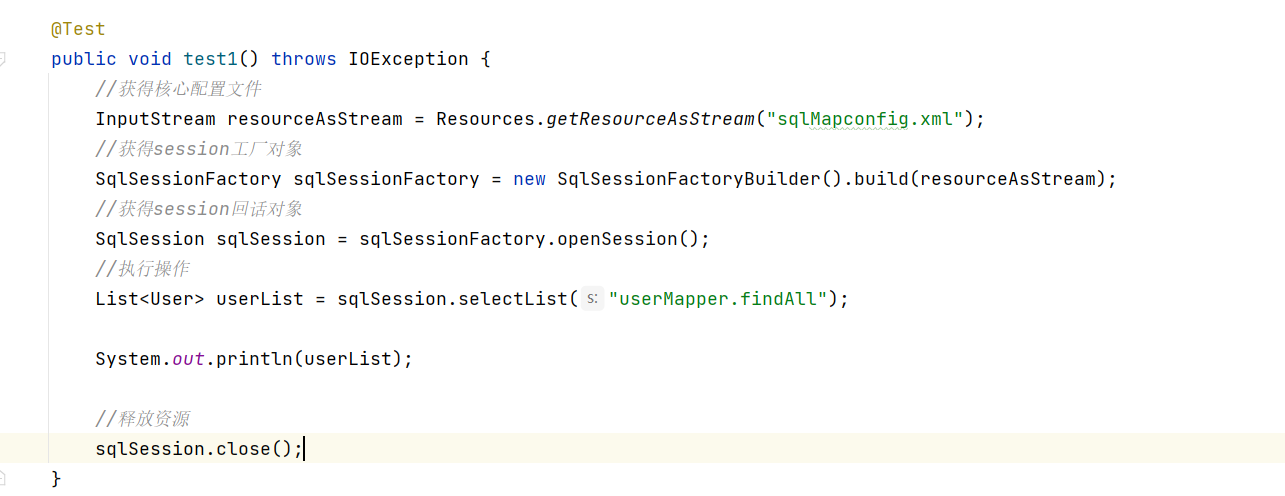 @Test
public void test1() throws IOException {
//获得核心配置文件
InputStream resourceAsStream = Resources.getResourceAsStream("sqlMapconfig.xml");
//获得session工厂对象
SqlSessionFactory sqlSessionFactory = new SqlSessionFactoryBuilder().build(resourceAsStream);
//获得session回话对象
SqlSession sqlSession = sqlSessionFactory.openSession();
//执行操作
List<User> userList = sqlSession.selectList( s: "userMapper.findAll");
System.out.println(userList);
//释放资源
sqlSession.close();
}